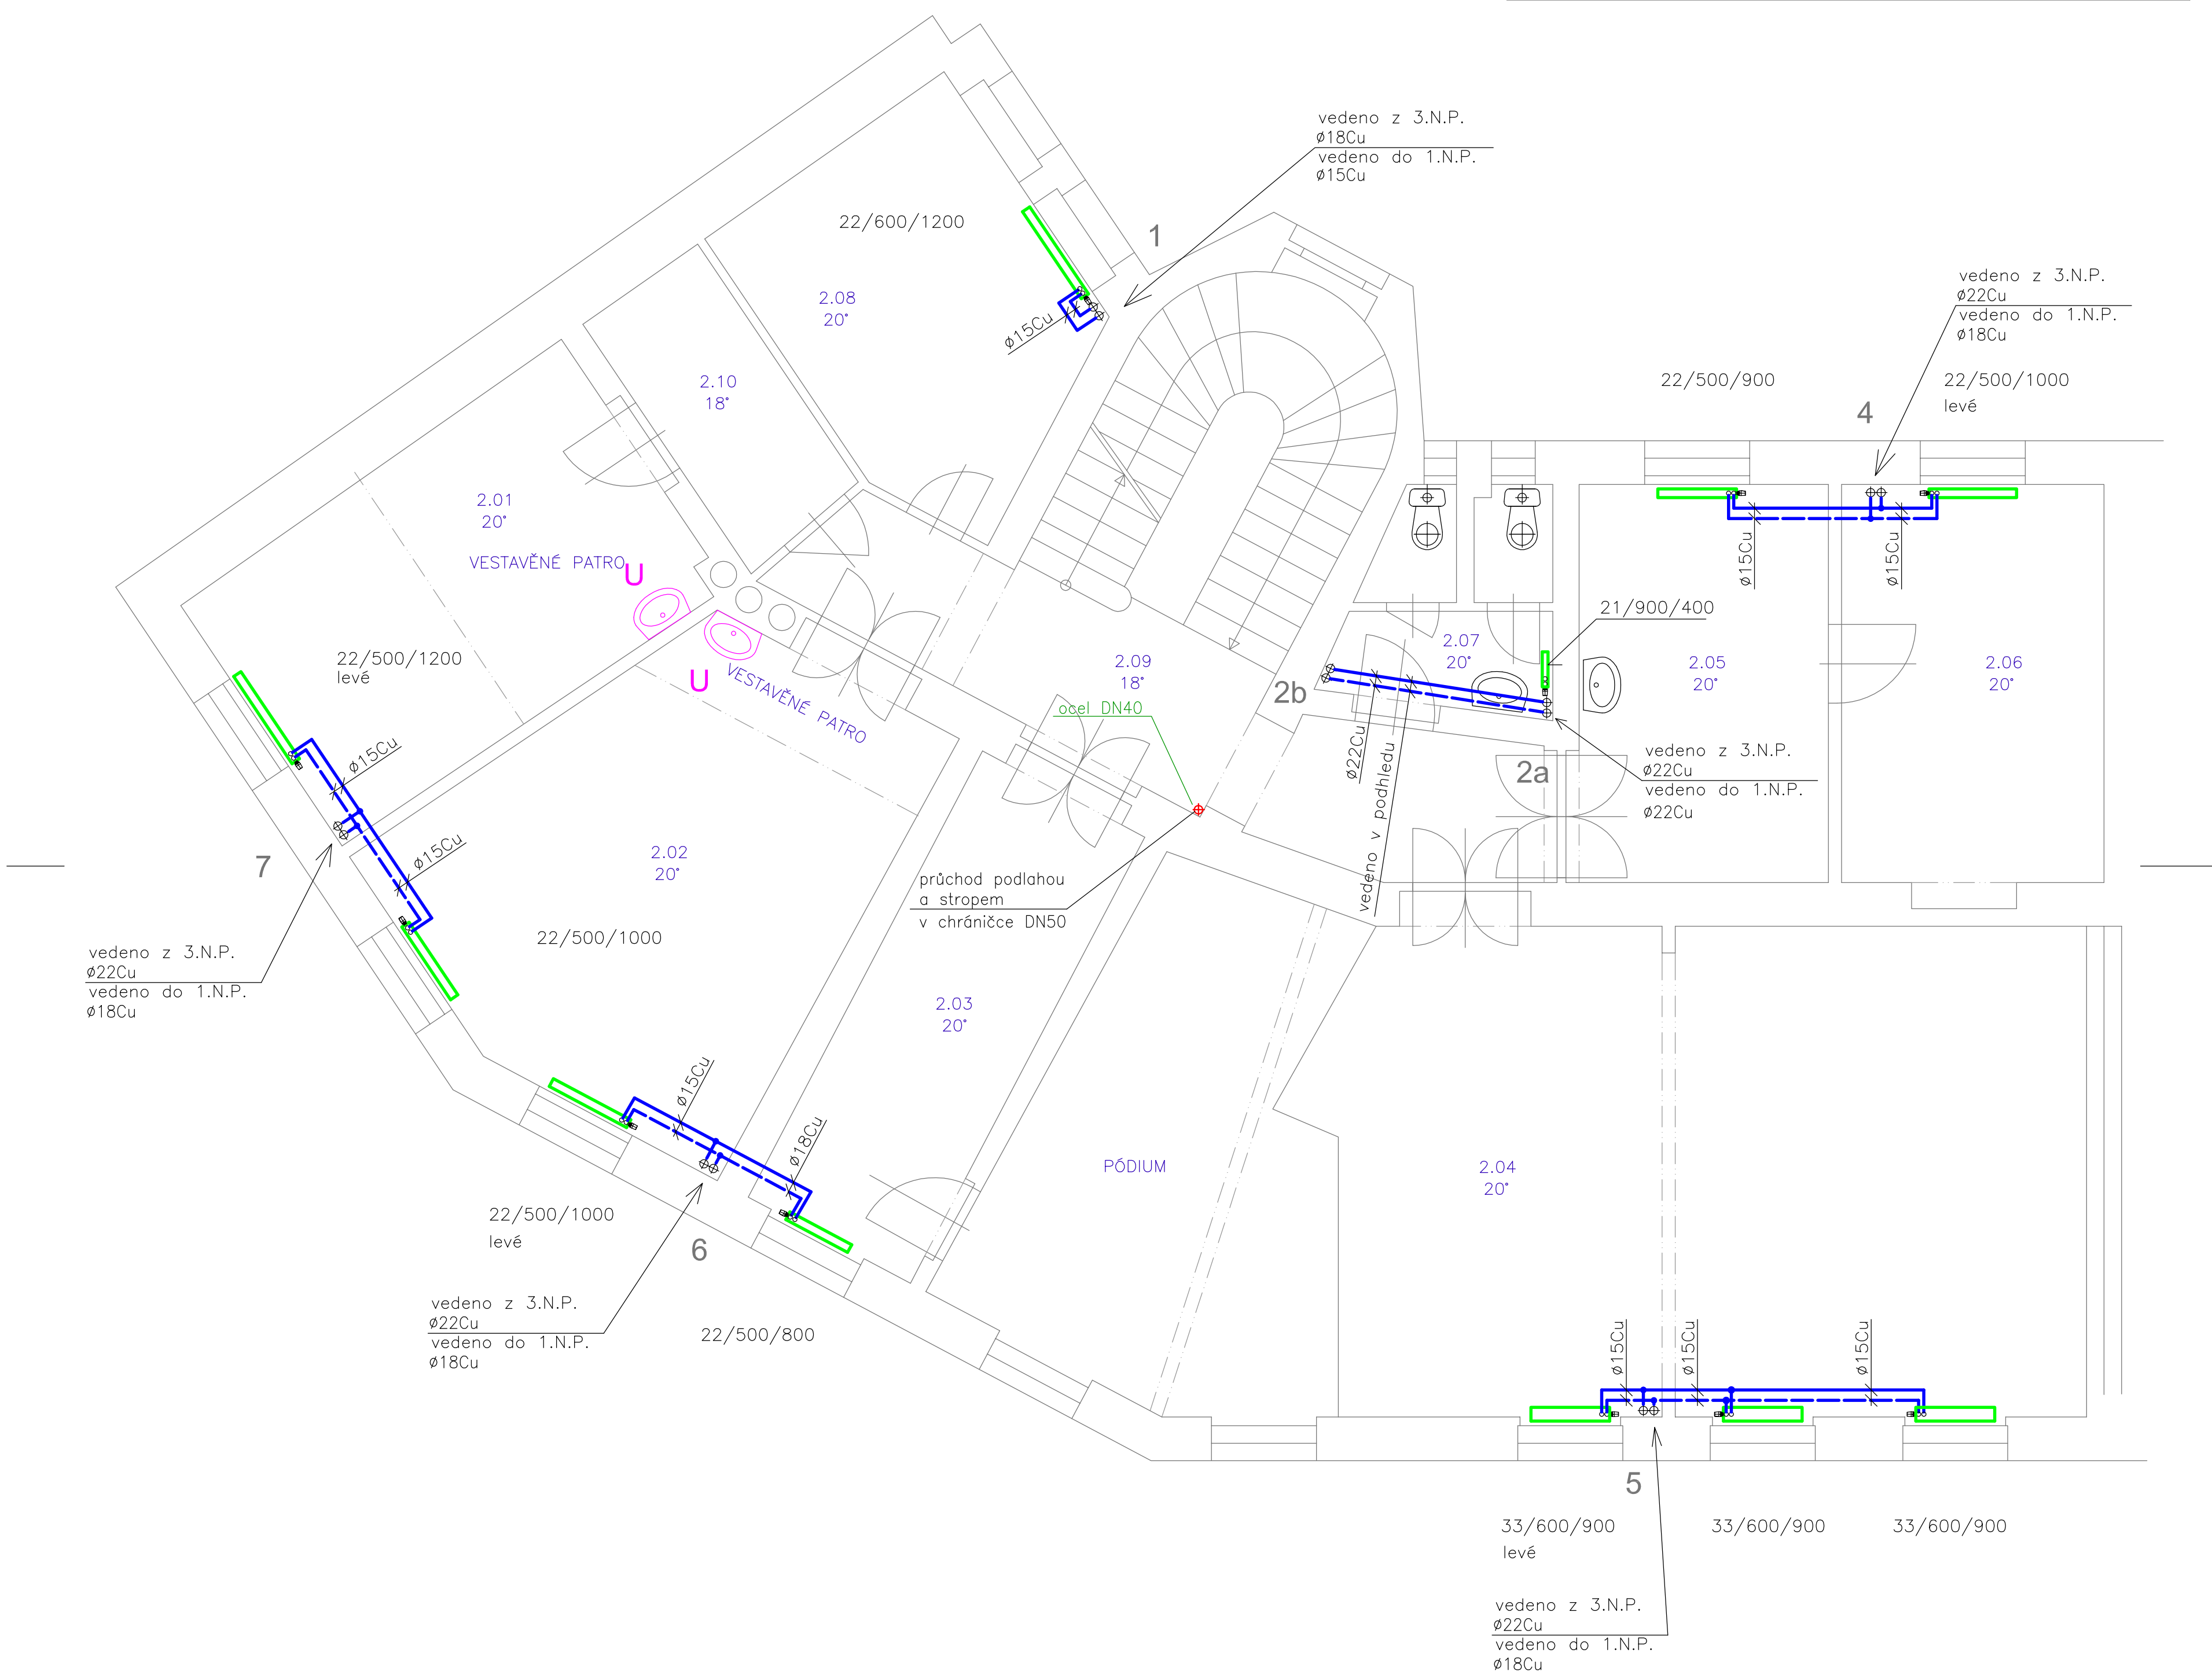 vedeno z 3.N.P.
ø18Cu
vedeno do 1.N.P.
ø15Cu
1
22/600/1200
2.08
20°
ø15Cu
vedeno z 3.N.P.
ø22Cu
vedeno do 1.N.P.
ø18Cu
22/500/900
22/500/1000
levé
4
2.10
18°
2.01
20°
VESTAVĚNÉ PATRO
U
ø15Cu
ø15Cu
21/900/400
2.07
20°
2.05
20°
2.06
20°
22/500/1200
levé
U
VESTAVĚNÉ PATRO
2.09
18°
ocel DN40
2b
ø22Cu
vedeno v podhledu
2a
vedeno z 3.N.P.
ø22Cu
vedeno do 1.N.P.
ø22Cu
ø15Cu
ø15Cu
7
2.02
20°
průchod podlahou
a stropem
v chráničce DN50
22/500/1000
vedeno z 3.N.P.
ø22Cu
vedeno do 1.N.P.
ø18Cu
2.03
20°
ø15Cu
ø18Cu
PÓDIUM
2.04
20°
22/500/1000
levé
6
vedeno z 3.N.P.
ø22Cu
vedeno do 1.N.P.
ø18Cu
22/500/800
ø15Cu
ø15Cu
ø15Cu
5
33/600/900
levé
33/600/900
33/600/900
vedeno z 3.N.P.
ø22Cu
vedeno do 1.N.P.
ø18Cu